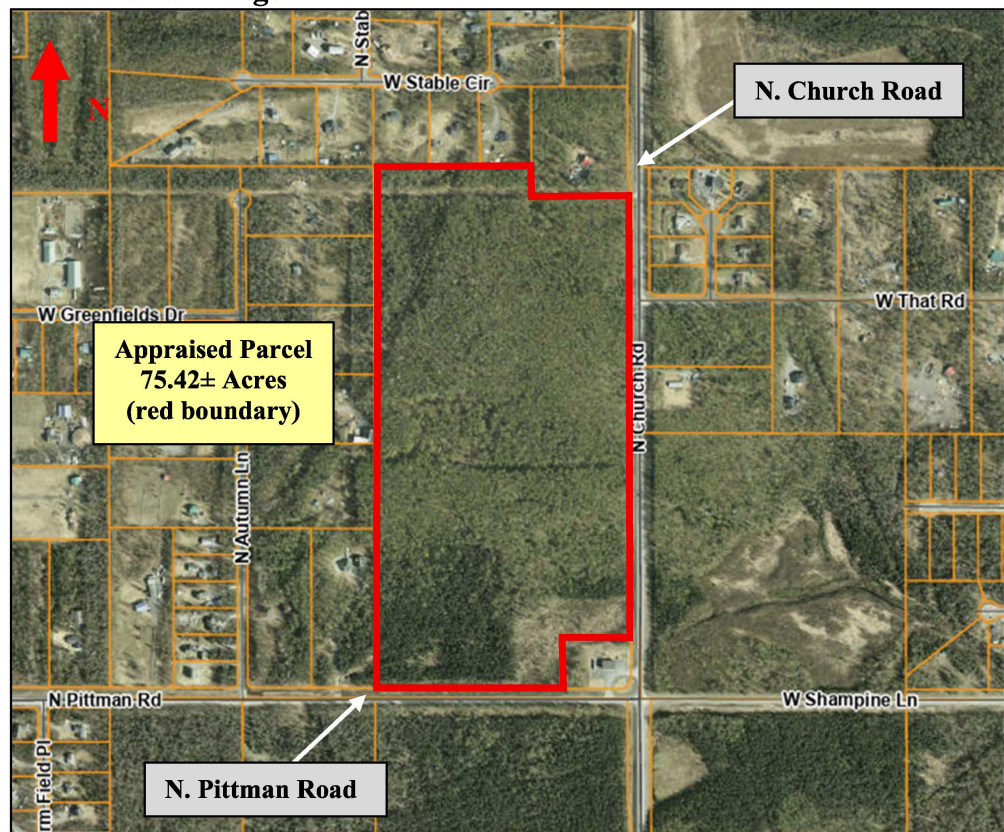 N Stab
W Stable Cir
N. Church Road
N
W Greenfields Dr
W That Rd
Appraised Parcel
75.42± Acres
(red boundary)
N Church Rd
N Autumn Ln
N Pittman Rd
W Shampine Ln
rm Field Pl
N. Pittman Road